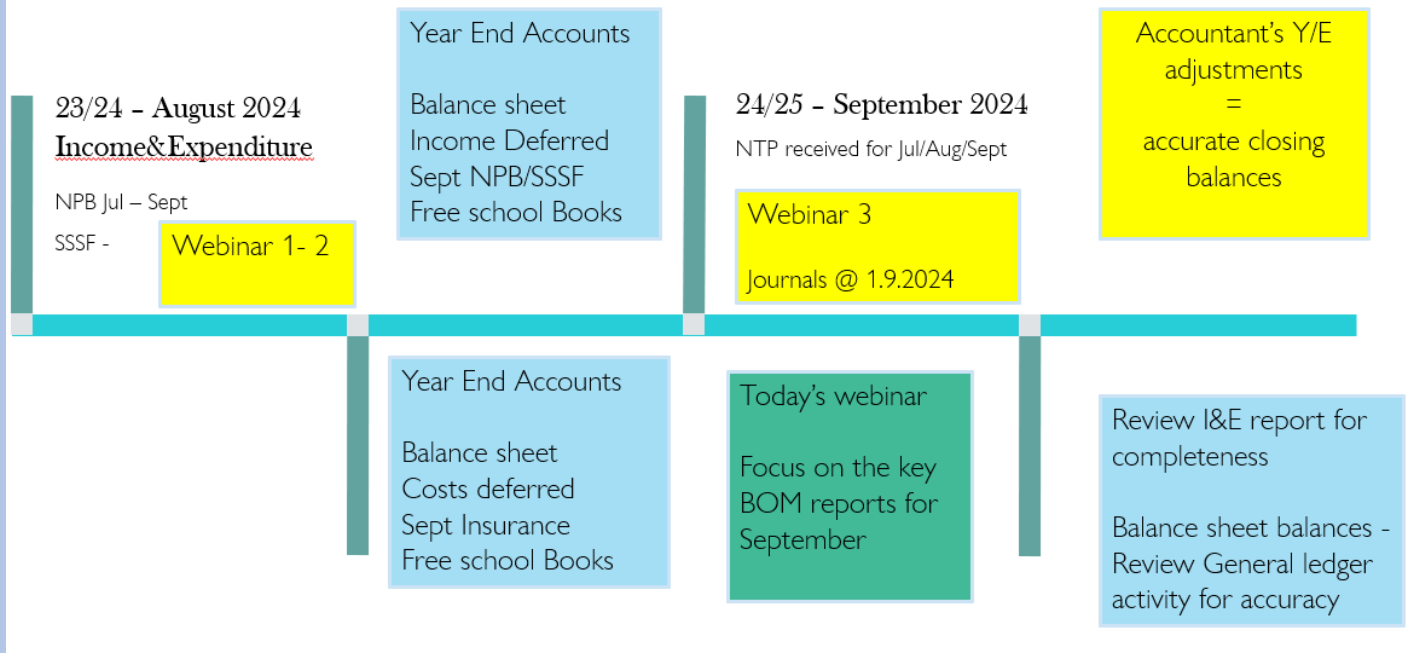 23/24 – August 2024
Income&Expenditure
NPB Jul – Sept
SSSF -
Webinar 1- 2
Year End Accounts
Balance sheet
Income Deferred
Sept NPB/SSSF
Free school Books
Year End Accounts
Balance sheet
Costs deferred
Sept Insurance
Free school Books
24/25 – September 2024
NTP received for Jul/Aug/Sept
Webinar 3
Journals @ 1.9.2024
Today's webinar
Focus on the key
BOM reports for
September
Accountant's Y/E
adjustments
=
accurate closing
balances
Review I&E report for
completeness
Balance sheet balances -
Review General ledger
activity for accuracy